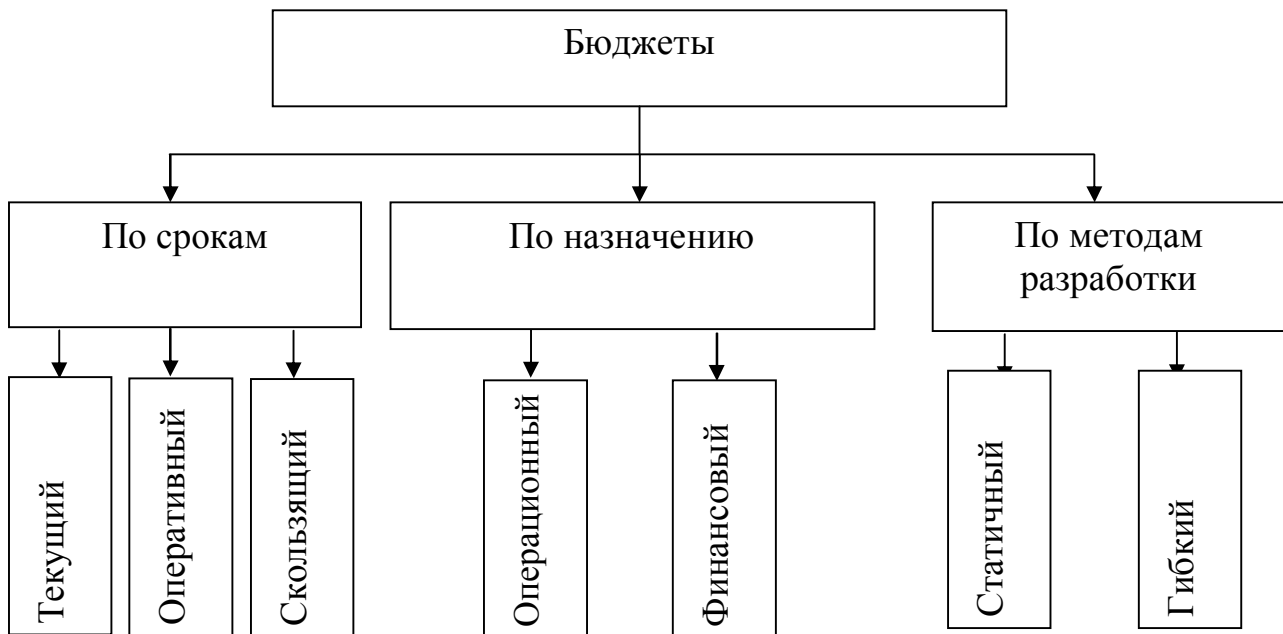 Бюджеты
По срокам
По назначению
По методам
разработки
Текущий
Оперативный
Скользящий
Операционный
Финансовый
Статичный
Гибкий